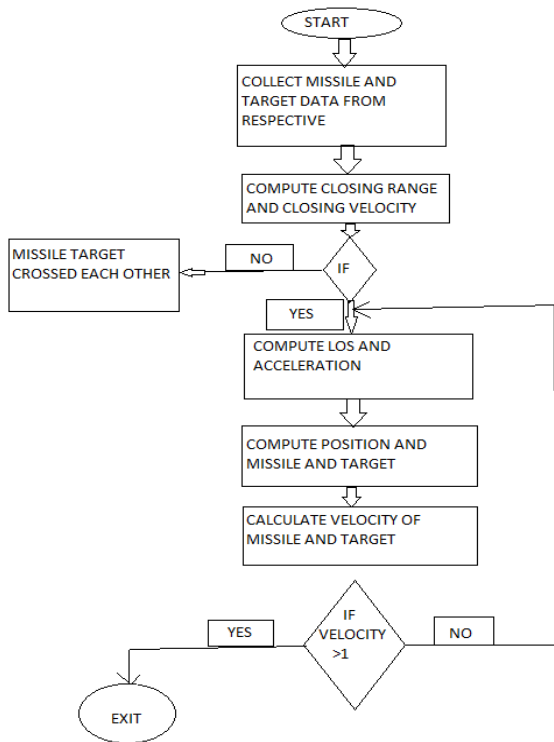 START
COLLECT MISSILE AND
TARGET DATA FROM
RESPECTIVE
COMPUTE CLOSING RANGE
AND CLOSING VELOCITY
MISSILE TARGET
CROSSED EACH OTHER
NO
IF
YES
COMPUTE LOS AND
ACCELERATION
COMPUTE POSITION AND
MISSILE AND TARGET
CALCULATE VELOCITY OF
MISSILE AND TARGET
IF
VELOCITY
>1
YES
NO
EXIT